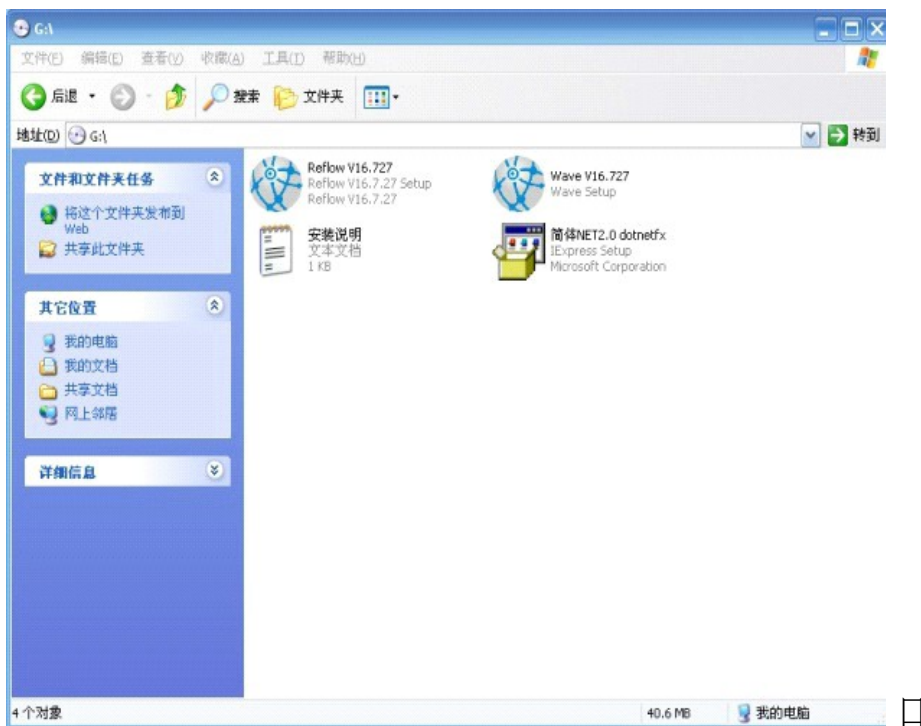 G:\
文件(F) 编辑(E) 查看(V) 收藏(A) 工具(T) 帮助(H)
后退 搜索 文件夹
地址(D) G:\ 转到
文件和文件夹任务
将这个文件夹发布到
Web
共享此文件夹
其它位置
我的电脑
我的文档
共享文档
网上邻居
详细信息
Reflow V16.727
Reflow V16.7.27 Setup
Reflow V16.7.27
Wave V16.727
Wave Setup
安装说明
文本文档
1 KB
简体NET2.0 dotnetfx
IExpress Setup
Microsoft Corporation
4 个对象 40.6 MB 我的电脑